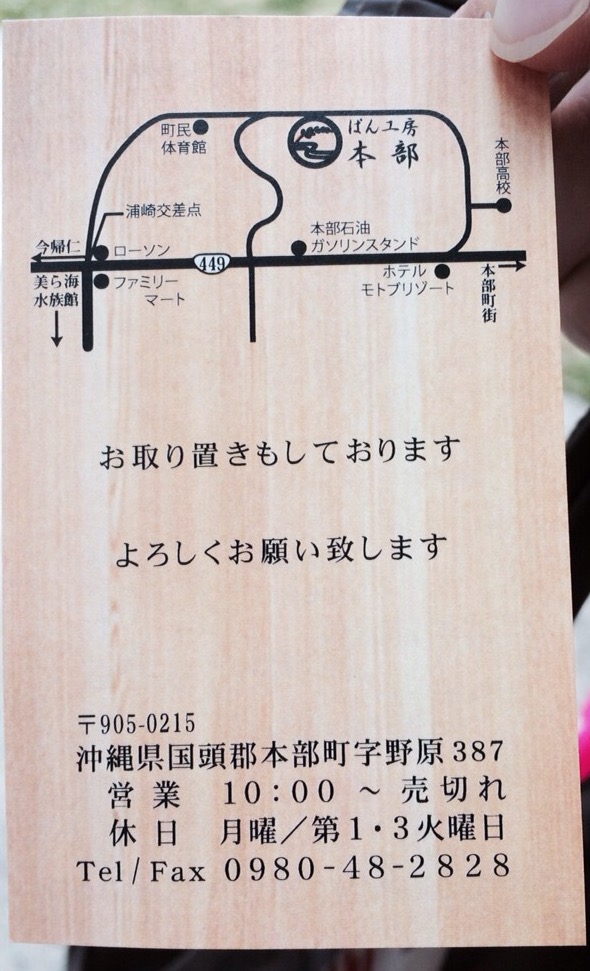 町民
体育館
ぱん工房
本部
本部高校
浦崎交差点
本部石油
ガソリンスタンド
今帰仁
ローソン
449
美ら海
水族館
ファミリー
マート
ホテル
モトブリゾート
本部町街
お取り置きもしております
よろしくお願い致します
〒905-0215
沖縄県国頭郡本部町字野原387
営業 10:00 ～ 売切れ
休日 月曜／第1・3火曜日
Tel/Fax 0980-48-2828